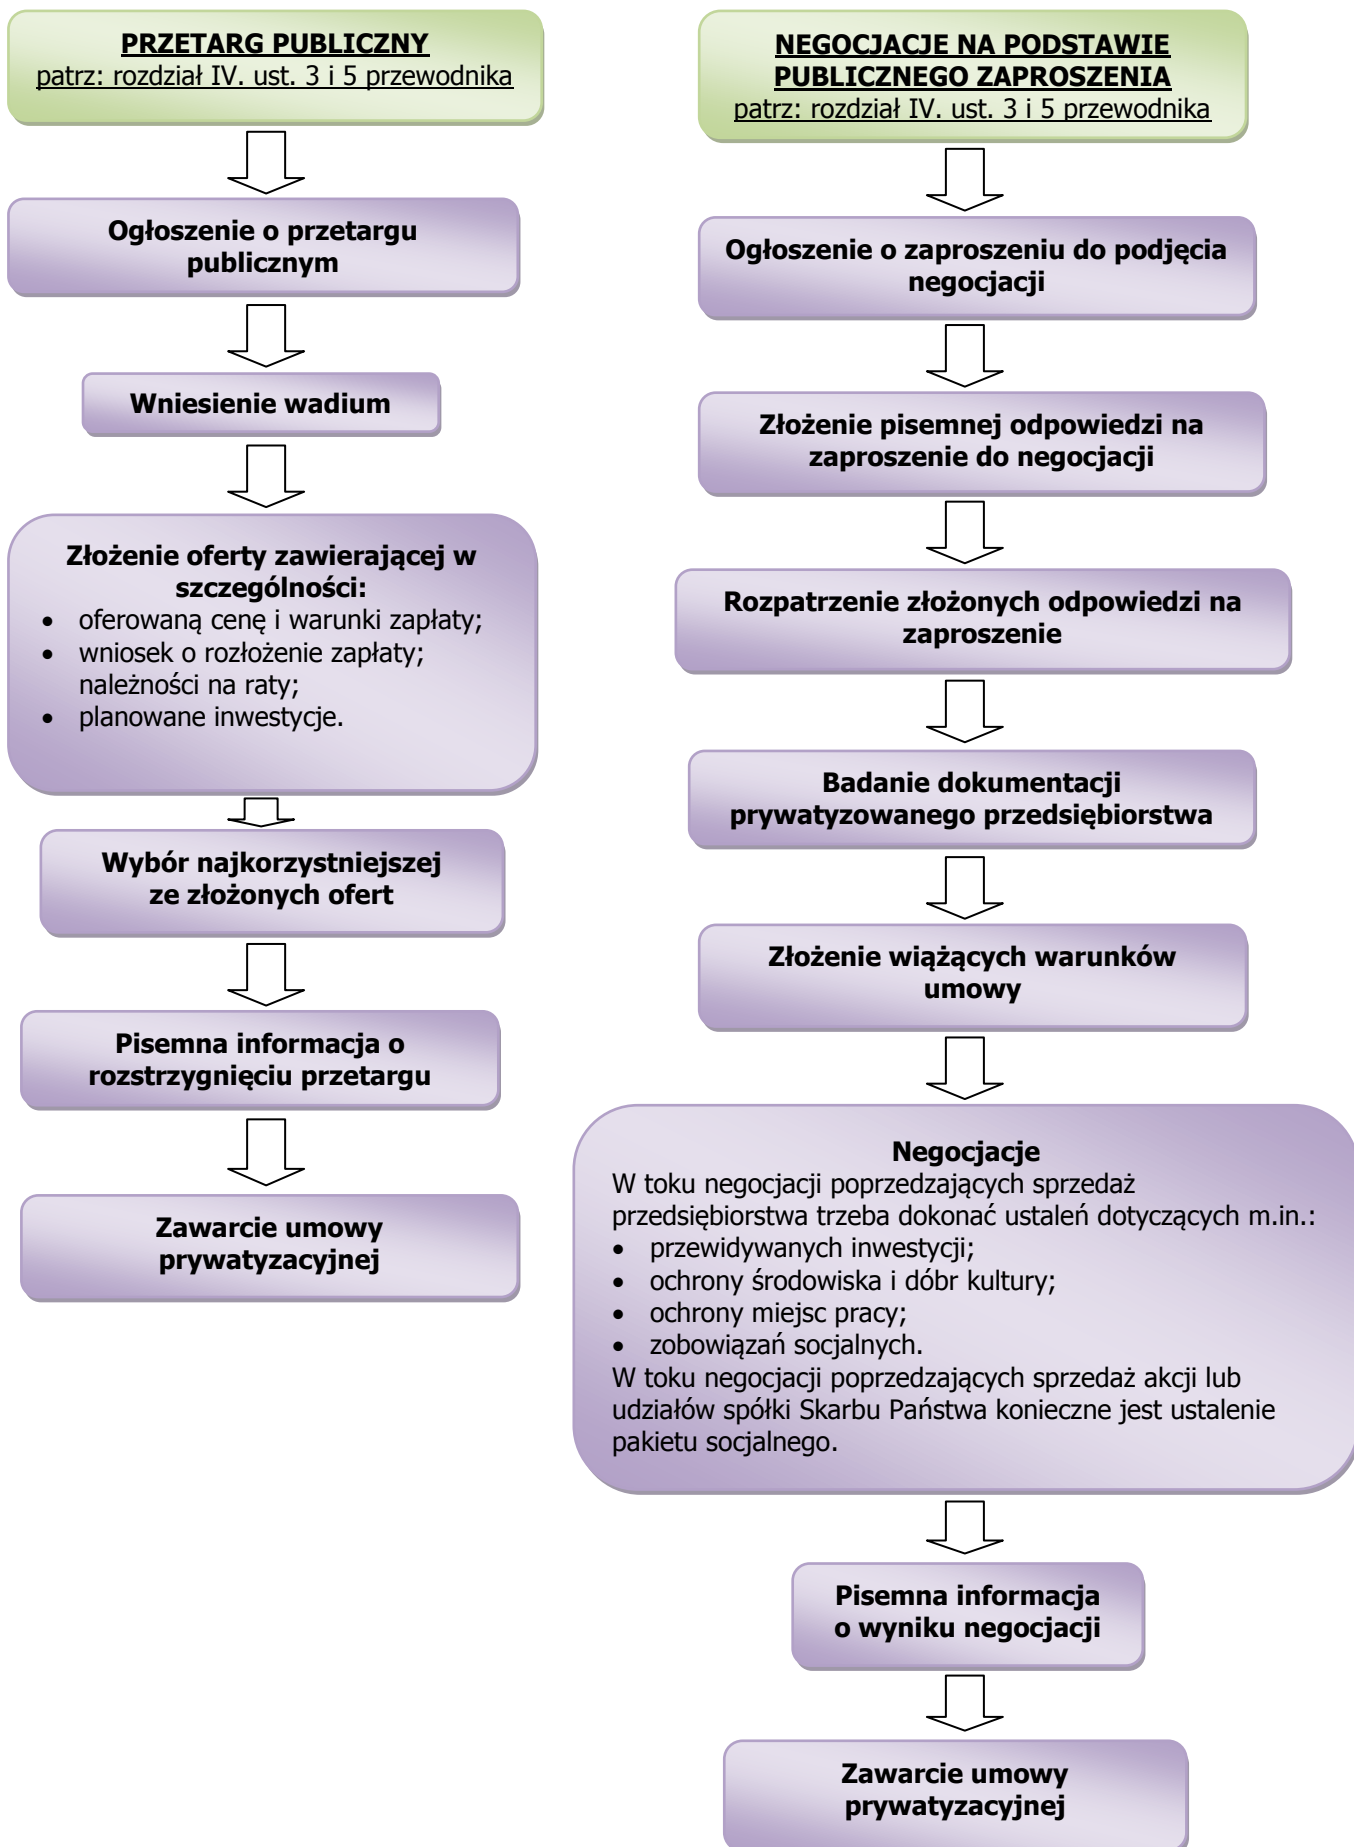 PRZETARG PUBLICZNY
patrz: rozdział IV. ust. 3 i 5 przewodnika
Ogłoszenie o przetargu
publicznym
Wniesienie wadium
Złożenie oferty zawierającej w
szczególności:
• oferowaną cenę i warunki zapłaty;
• wniosek o rozłożenie zapłaty;
należności na raty;
• planowane inwestycje.
Wybór najkorzystniejszej
ze złożonych ofert
Pisemna informacja o
rozstrzygnięciu przetargu
Zawarcie umowy
prywatyzacyjnej
NEGOCJACJE NA PODSTAWIE
PUBLICZNEGO ZAPROSZENIA
patrz: rozdział IV. ust. 3 i 5 przewodnika
Ogłoszenie o zaproszeniu do podjęcia
negocjacji
Złożenie pisemnej odpowiedzi na
zaproszenie do negocjacji
Rozpatrzenie złożonych odpowiedzi na
zaproszenie
Badanie dokumentacji
prywatyzowanego przedsiębiorstwa
Złożenie wiążących warunków
umowy
Negocjacje
W toku negocjacji poprzedzających sprzedaż
przedsiębiorstwa trzeba dokonać ustaleń dotyczących m.in.:
• przewidywanych inwestycji;
• ochrony środowiska i dóbr kultury;
• ochrony miejsc pracy;
• zobowiązań socjalnych.
W toku negocjacji poprzedzających sprzedaż akcji lub
udziałów spółki Skarbu Państwa konieczne jest ustalenie
pakietu socjalnego.
Pisemna informacja
o wyniku negocjacji
Zawarcie umowy
prywatyzacyjnej